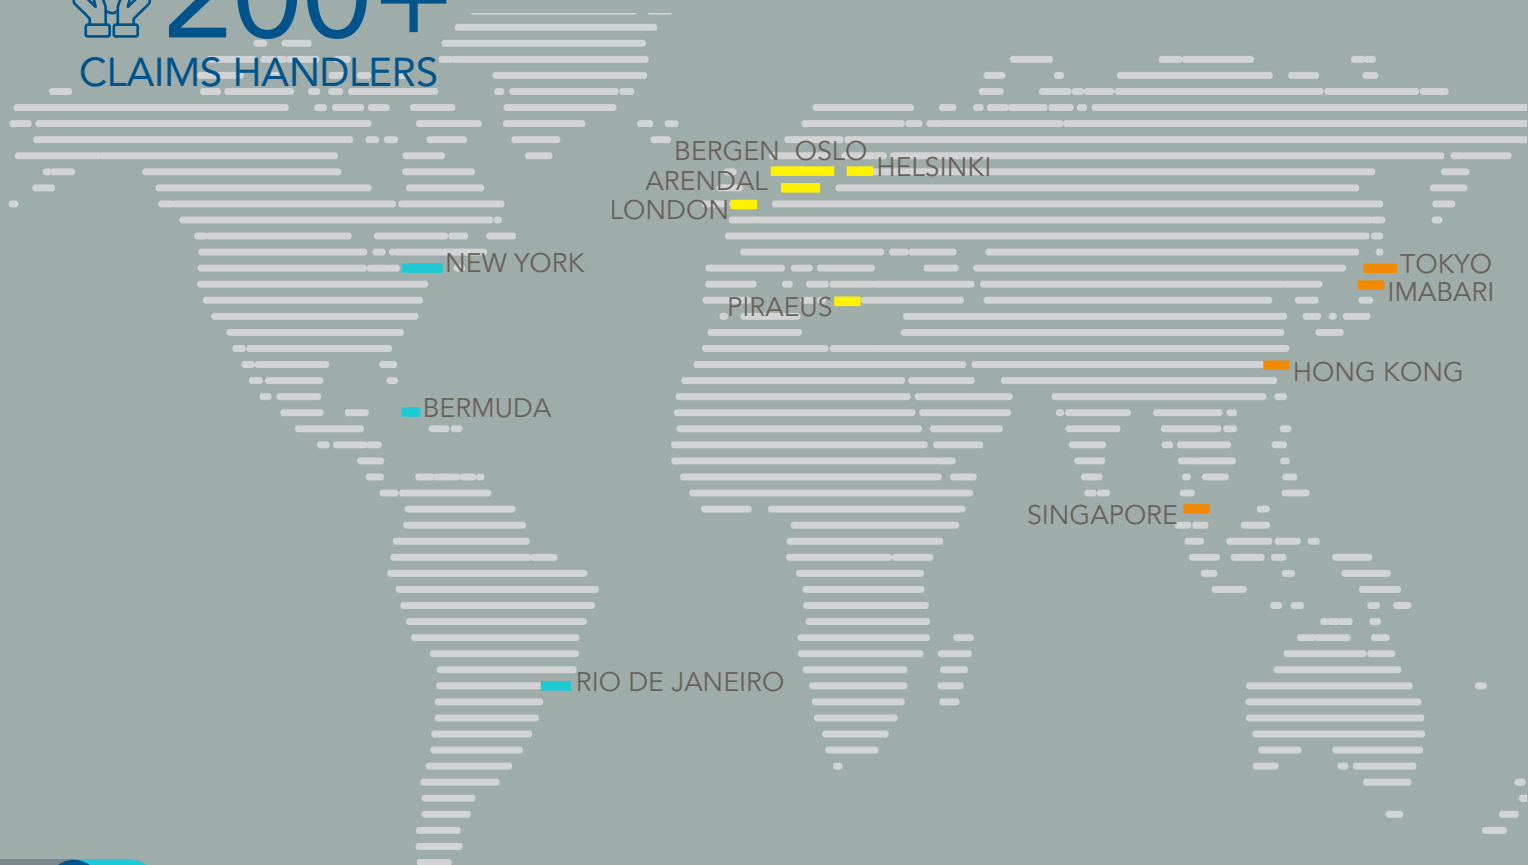 200+
CLAIMS HANDLERS
BERGEN OSLO
HELSINKI
ARENDAL
LONDON
NEW YORK
TOKYO
IMABARI
PIRAEUS
HONG KONG
BERMUDA
SINGAPORE
RIO DE JANEIRO